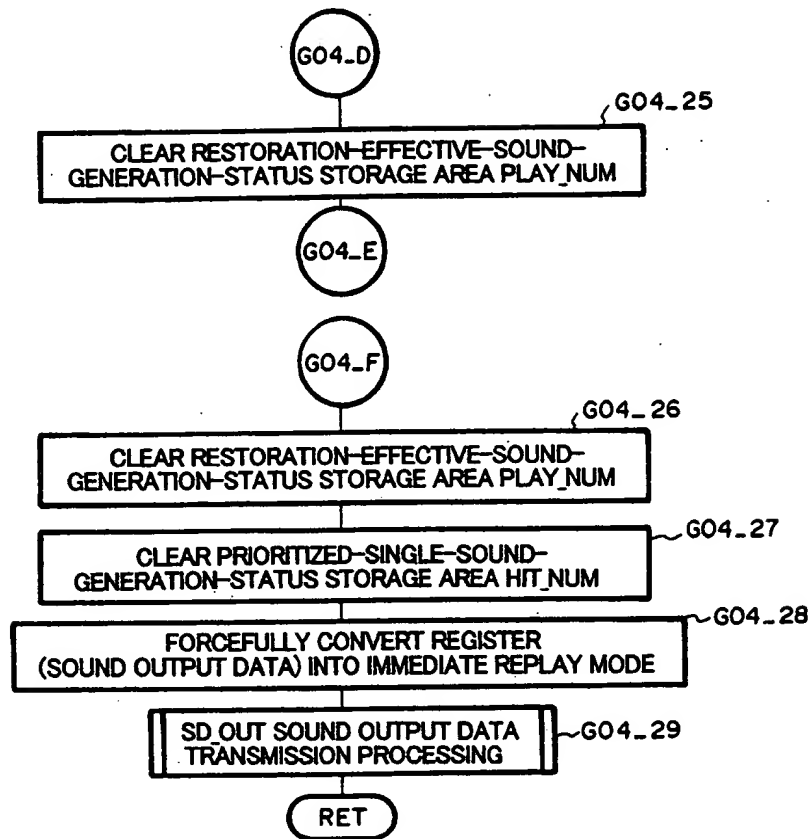 G04_D
G04_25
CLEAR RESTORATION-EFFECTIVE-SOUND-
GENERATION-STATUS STORAGE AREA PLAY_NUM
G04_E
G04_F
G04_26
CLEAR RESTORATION-EFFECTIVE-SOUND-
GENERATION-STATUS STORAGE AREA PLAY_NUM
G04_27
CLEAR PRIORITIZED-SINGLE-SOUND-
GENERATION-STATUS STORAGE AREA HIT_NUM
G04_28
FORCEFULLY CONVERT REGISTER
(SOUND OUTPUT DATA) INTO IMMEDIATE REPLAY MODE
SD_OUT SOUND OUTPUT DATA
TRANSMISSION PROCESSING
G04_29
RET